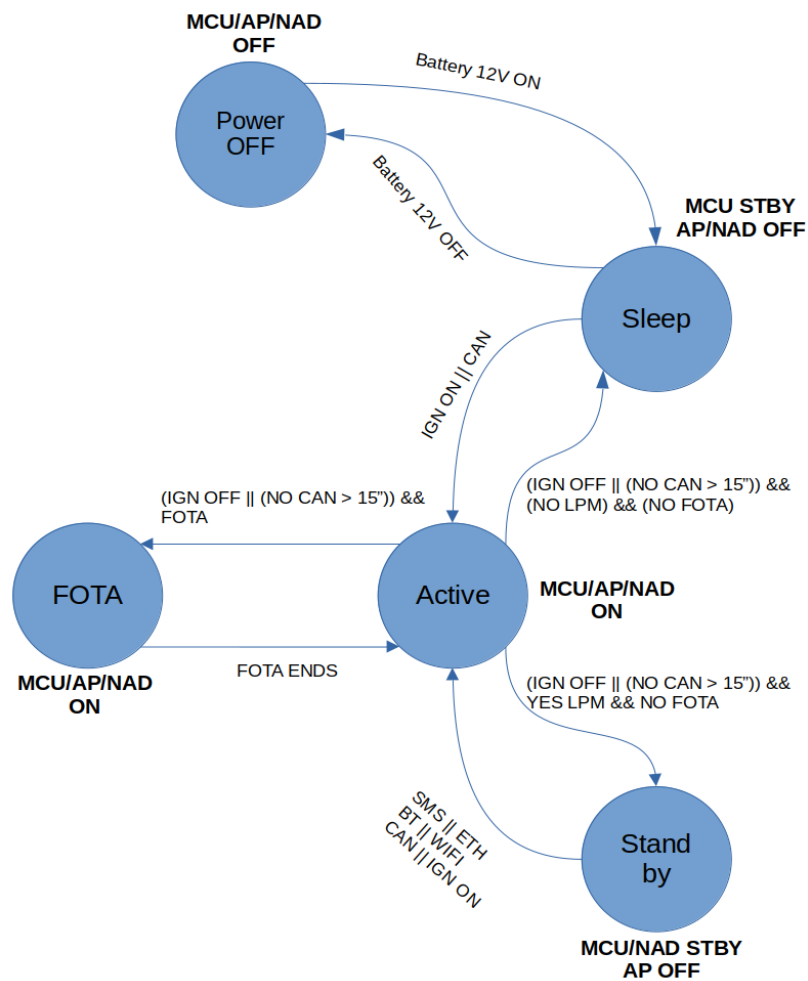 MCU/AP/NAD
OFF
Battery 12V ON
Power
OFF
Battery 12V OFF
MCU STBY
AP/NAD OFF
Sleep
IGN ON || CAN
(IGN OFF || (NO CAN > 15”)) &&
(NO LPM) && (NO FOTA)
(IGN OFF || (NO CAN > 15”)) &&
FOTA
FOTA
Active
MCU/AP/NAD
ON
FOTA ENDS
MCU/AP/NAD
ON
(IGN OFF || (NO CAN > 15”)) &&
YES LPM && NO FOTA
SMS || ETH
BT || WIFI
CAN || IGN ON
Stand
by
MCU/NAD STBY
AP OFF